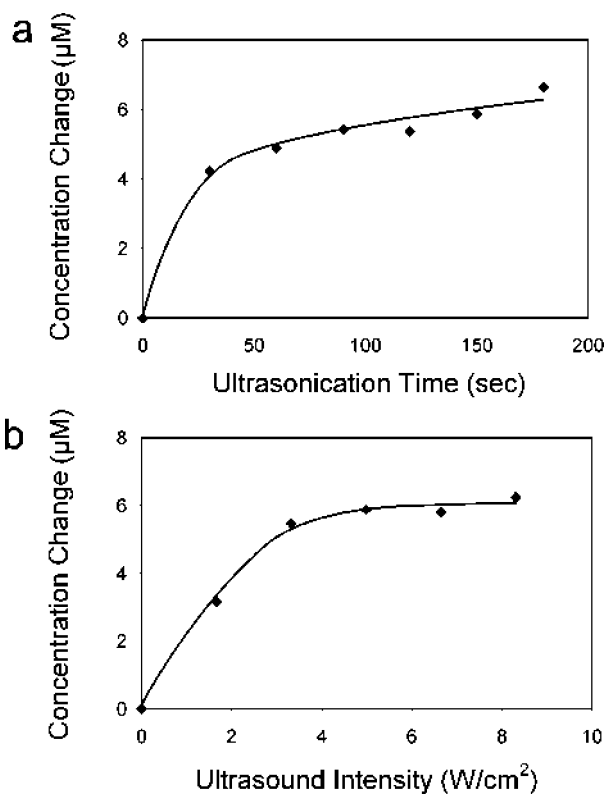 a
Concentration Change (µM)
8
6
4
2
0
0 50 100 150 200
Ultrasonication Time (sec)
b
Concentration Change (µM)
8
6
4
2
0
0 2 4 6 8 10
Ultrasound Intensity (W/cm²)